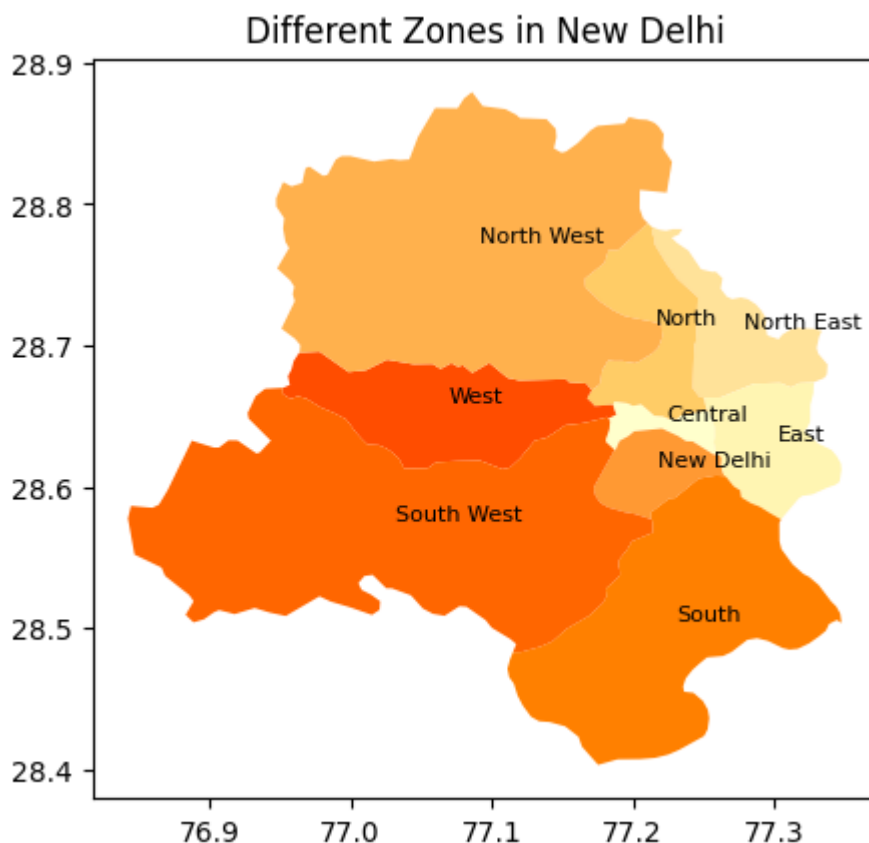 Different Zones in New Delhi
28.9
28.8
28.7
28.6
28.5
28.4
North West
North
North East
West
Central
East
New Delhi
South West
South
76.9 77.0 77.1 77.2 77.3